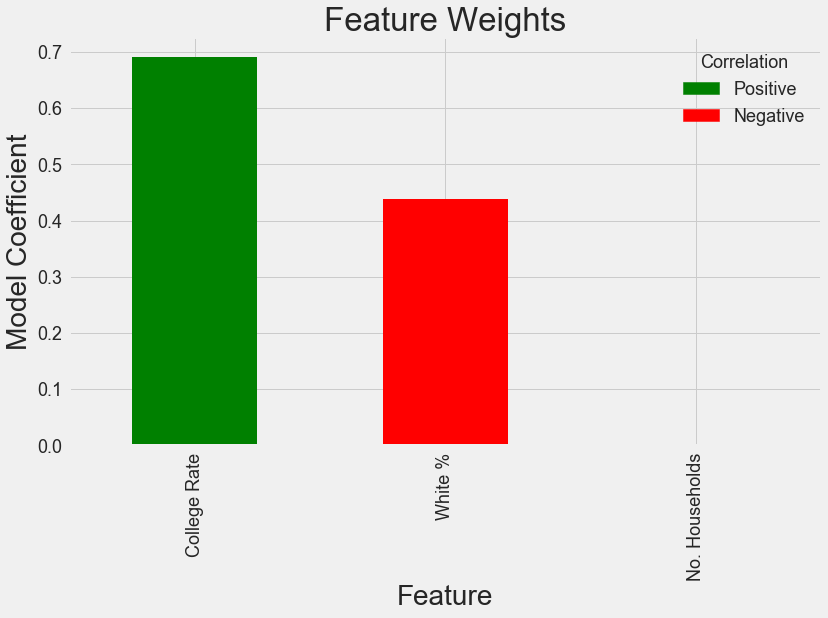 Feature Weights
Correlation
Positive
Negative
Model Coefficient
0.7
0.6
0.5
0.4
0.3
0.2
0.1
0.0
College Rate
White %
No. Households
Feature